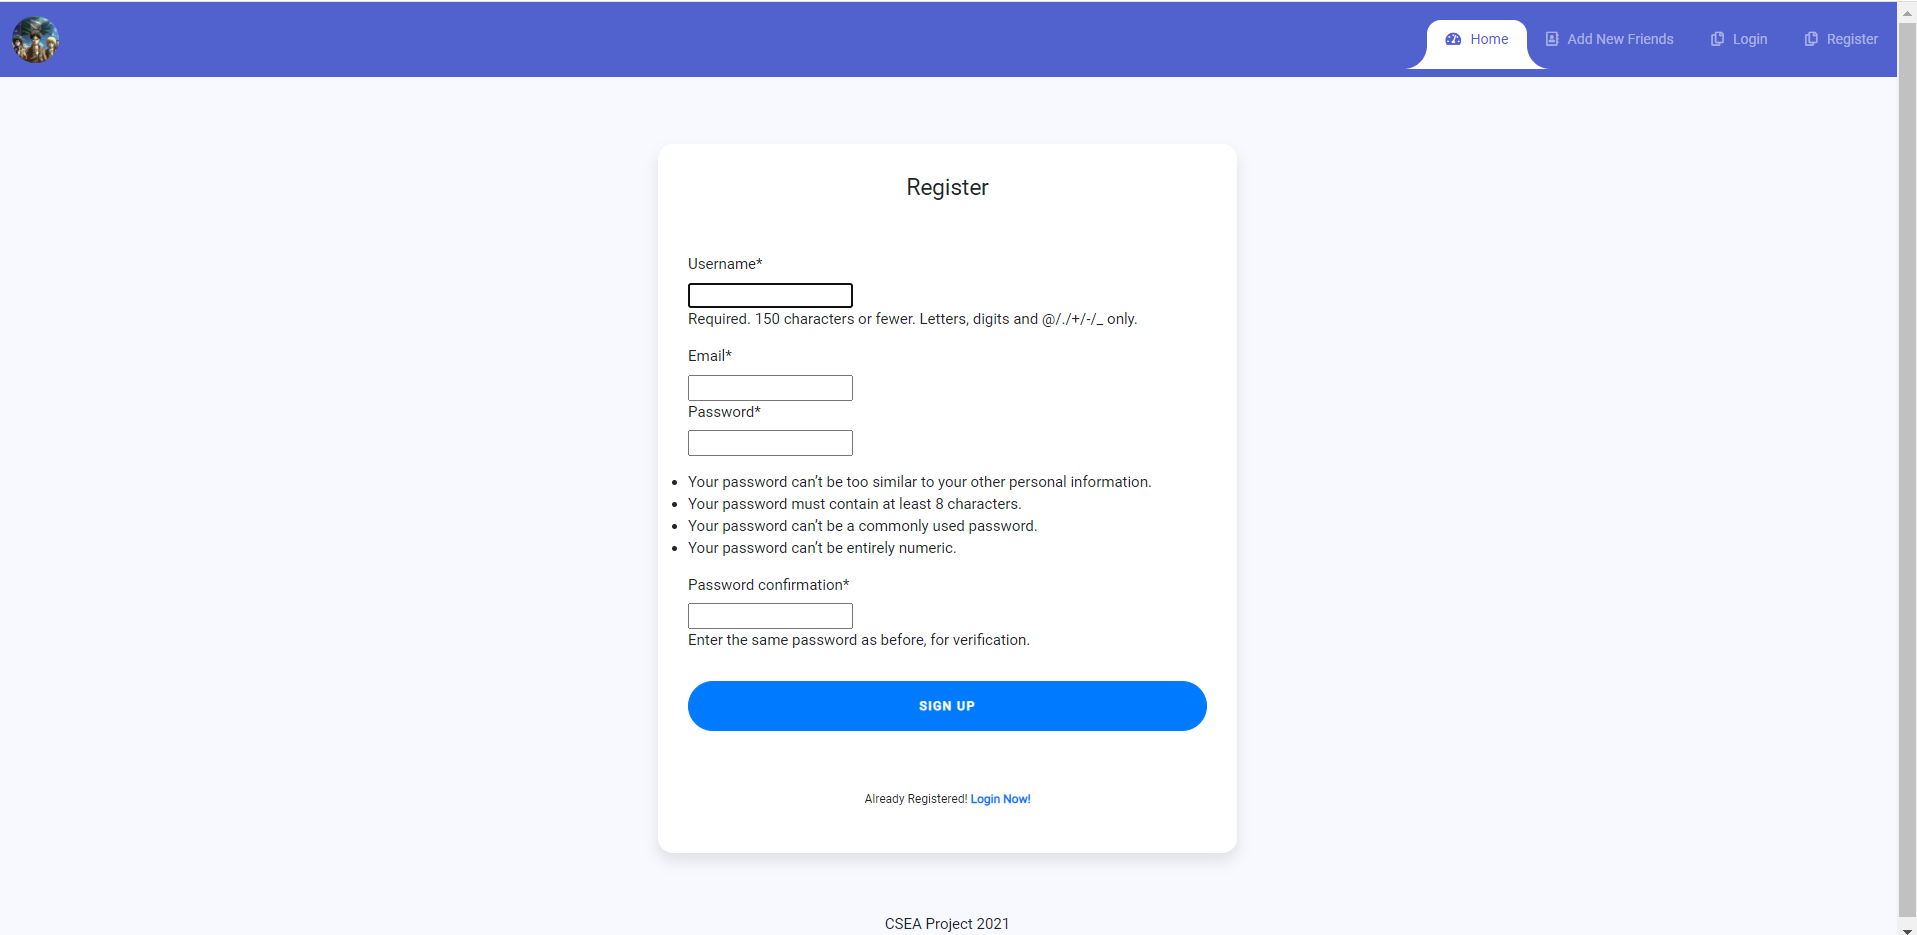 Home Add New Friends Login Register
Register
Username*
Required. 150 characters or fewer. Letters, digits and @/./+/-/_ only.
Email*
Password*
Your password can’t be too similar to your other personal information.
Your password must contain at least 8 characters.
Your password can’t be a commonly used password.
Your password can’t be entirely numeric.
Password confirmation*
Enter the same password as before, for verification.
SIGN UP
Already Registered! Login Now!
CSEA Project 2021